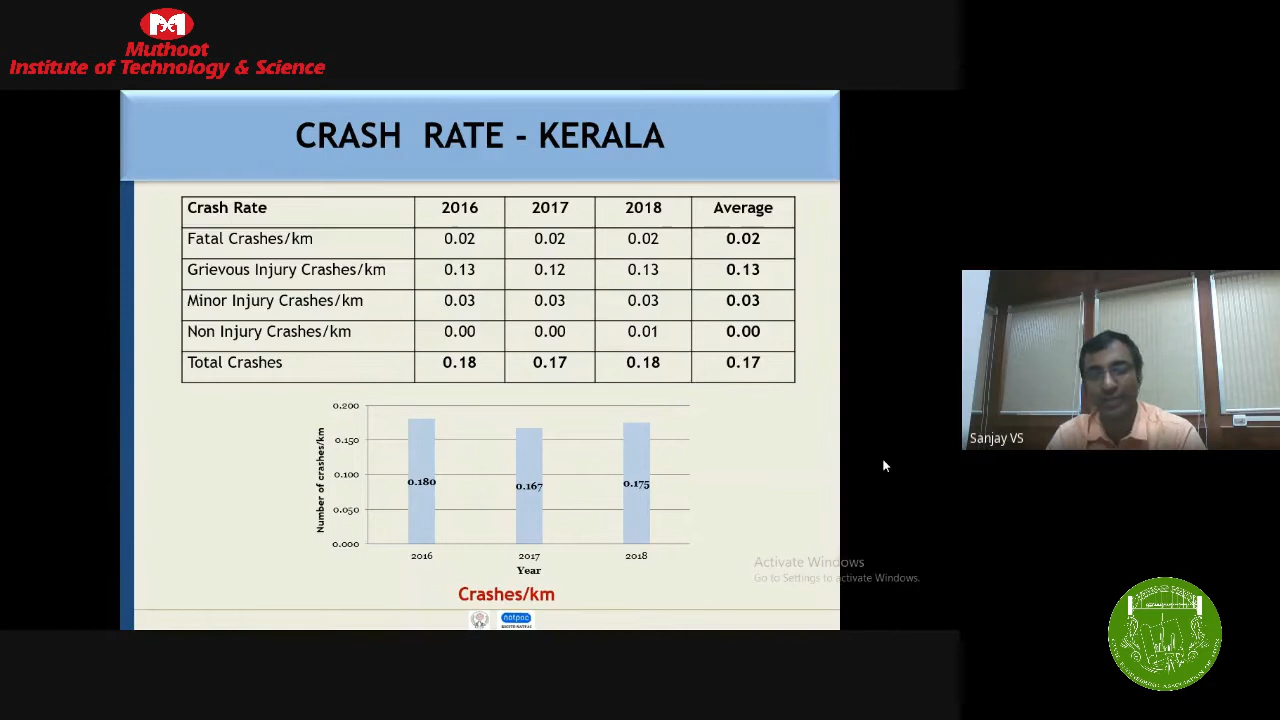 Muthoot
Institute of Technology & Science
CRASH RATE - KERALA
Crash Rate 2016 2017 2018 Average
Fatal Crashes/km 0.02 0.02 0.02 0.02
Grievous Injury Crashes/km 0.13 0.12 0.13 0.13
Minor Injury Crashes/km 0.03 0.03 0.03 0.03
Non Injury Crashes/km 0.00 0.00 0.01 0.00
Total Crashes 0.18 0.17 0.18 0.17
Number of crashes/km
0.200
0.150
0.100
0.050
0.000
0.180 0.167 0.175
2016 2017 2018
Year
Crashes/km
natpac
Sanjay VS
Activate Windows
Go to Settings to activate Windows.